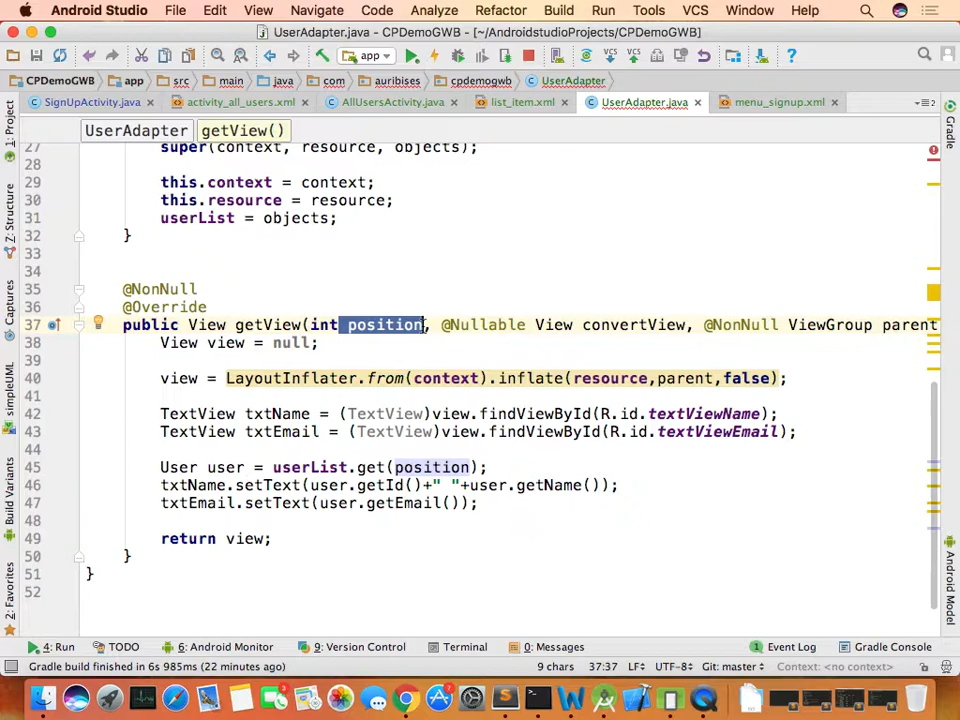 Android Studio File Edit View Navigate Code Analyze Refactor Build Run Tools VCS Window Help
UserAdapter.java - CPDemoGWB - [~/AndroidstudioProjects/CPDemoGWB]
app VCS VCS ?
CPDemoGWB app src main java com auribises cpdemogwb UserAdapter
SignUpActivity.java activity_all_users.xml AllUsersActivity.java list_item.xml UserAdapter.java menu_signup.xml
UserAdapter getView()
1: Project
7: Structure
Captures
simpleUML
Build Variants
2: Favorites
Gradle
Android Model
27 super(context, resource, objects);
28
29 this.context = context;
30 this.resource = resource;
31 userList = objects;
32 }
33
34
35 @NonNull
36 @Override
37 public View getView(int position, @Nullable View convertView, @NonNull ViewGroup parent
38 View view = null;
39
40 view = LayoutInflater.from(context).inflate(resource,parent,false);
41
42 TextView txtName = (TextView)view.findViewById(R.id.textViewName);
43 TextView txtEmail = (TextView)view.findViewById(R.id.textViewEmail);
44
45 User user = userList.get(position);
46 txtName.setText(user.getId()+" "+user.getName());
47 txtEmail.setText(user.getEmail());
48
49 return view;
50 }
51 }
52
4: Run TODO 6: Android Monitor 9: Version Control Terminal 0: Messages Event Log Gradle Console
Gradle build finished in 6s 985ms (22 minutes ago) 9 chars 37:37 LF UTF-8 Git: master Context: <no context>